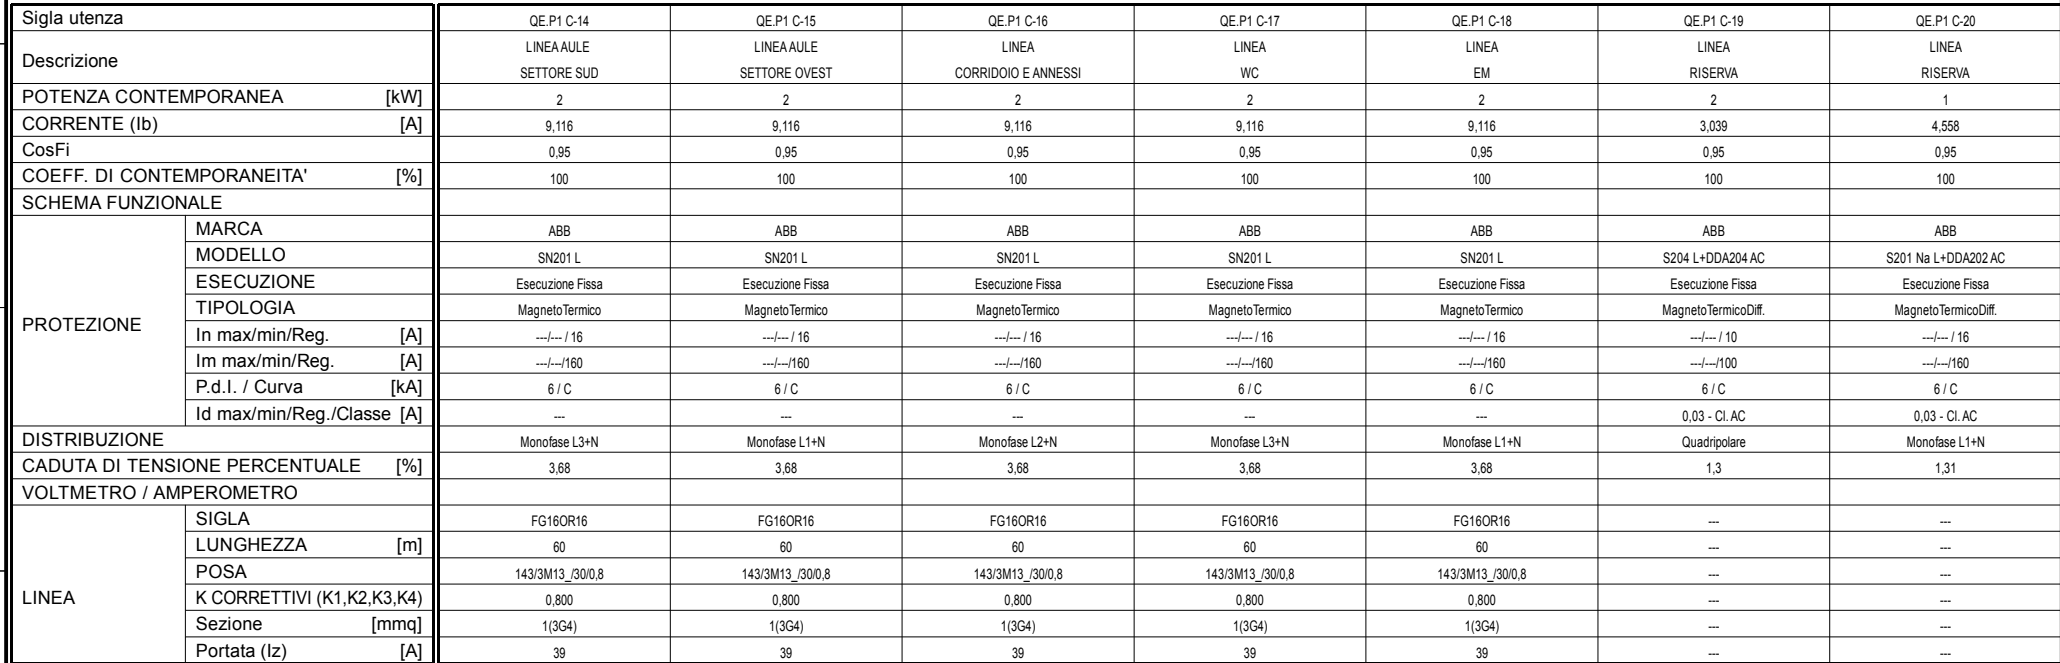 Sigla utenza QE.P1 C-14 QE.P1 C-15 QE.P1 C-16 QE.P1 C-17 QE.P1 C-18 QE.P1 C-19 QE.P1 C-20
Descrizione LINEA AULE LINEA AULE LINEA LINEA LINEA LINEA LINEA
SETTORE SUD SETTORE OVEST CORRIDOIO E ANNESSI WC EM RISERVA RISERVA
POTENZA CONTEMPORANEA [kW] 2 2 2 2 2 2 1
CORRENTE (Ib) [A] 9,116 9,116 9,116 9,116 9,116 3,039 4,558
CosFi 0,95 0,95 0,95 0,95 0,95 0,95 0,95
COEFF. DI CONTEMPORANEITA' [%] 100 100 100 100 100 100 100
SCHEMA FUNZIONALE
PROTEZIONE
MARCA ABB ABB ABB ABB ABB ABB ABB
MODELLO SN201 L SN201 L SN201 L SN201 L SN201 L S204 L+DDA204 AC S201 Na L+DDA202 AC
ESECUZIONE Esecuzione Fissa Esecuzione Fissa Esecuzione Fissa Esecuzione Fissa Esecuzione Fissa Esecuzione Fissa Esecuzione Fissa
TIPOLOGIA MagnetoTermico MagnetoTermico MagnetoTermico MagnetoTermico MagnetoTermico MagnetoTermicoDiff. MagnetoTermicoDiff.
In max/min/Reg. [A] ---/--- / 16 ---/--- / 16 ---/--- / 16 ---/--- / 16 ---/--- / 16 ---/--- / 10 ---/--- / 16
Im max/min/Reg. [A] ---/---/160 ---/---/160 ---/---/160 ---/---/160 ---/---/160 ---/---/100 ---/---/160
P.d.I. / Curva [kA] 6 / C 6 / C 6 / C 6 / C 6 / C 6 / C 6 / C
Id max/min/Reg./Classe [A] --- --- --- --- --- 0,03 - Cl. AC 0,03 - Cl. AC
DISTRIBUZIONE Monofase L3+N Monofase L1+N Monofase L2+N Monofase L3+N Monofase L1+N Quadripolare Monofase L1+N
CADUTA DI TENSIONE PERCENTUALE [%] 3,68 3,68 3,68 3,68 3,68 1,3 1,31
VOLTMETRO / AMPEROMETRO
LINEA
SIGLA FG16OR16 FG16OR16 FG16OR16 FG16OR16 FG16OR16 --- ---
LUNGHEZZA [m] 60 60 60 60 60 --- ---
POSA 143/3M13_/30/0,8 143/3M13_/30/0,8 143/3M13_/30/0,8 143/3M13_/30/0,8 143/3M13_/30/0,8 --- ---
K CORRETTIVI (K1,K2,K3,K4) 0,800 0,800 0,800 0,800 0,800 --- ---
Sezione [mmq] 1(3G4) 1(3G4) 1(3G4) 1(3G4) 1(3G4) --- ---
Portata (Iz) [A] 39 39 39 39 39 --- ---